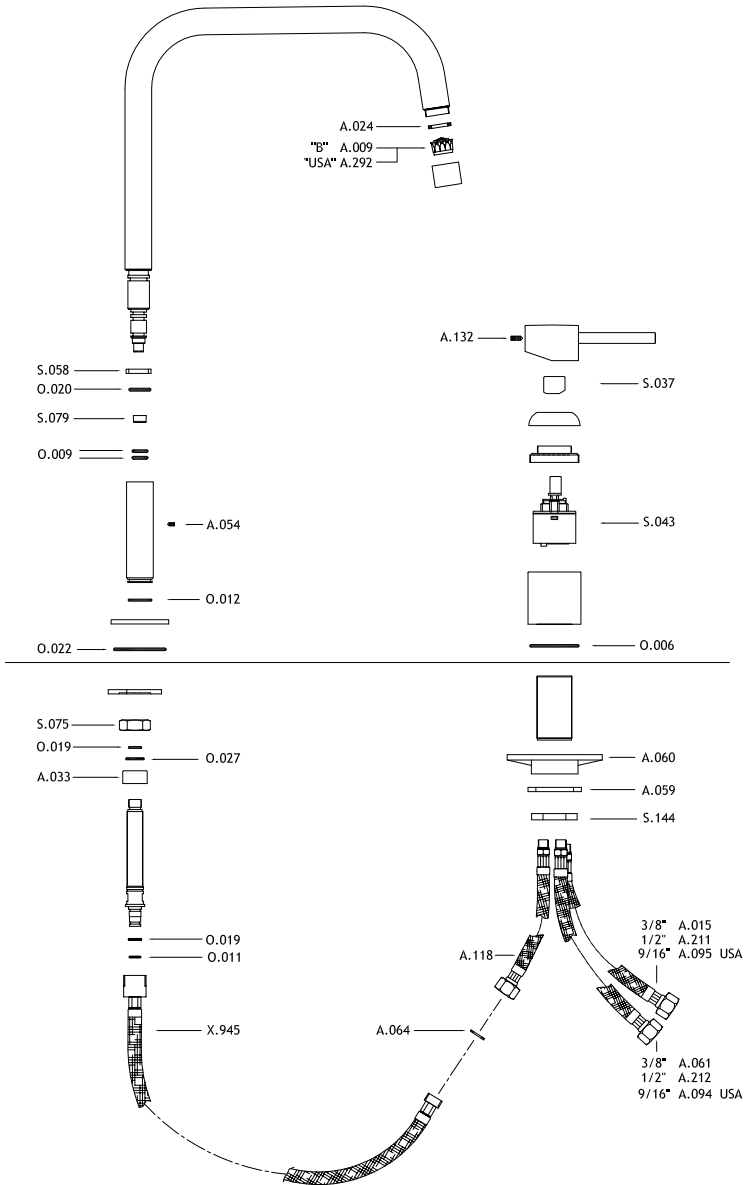 A.024
"B" A.009
"USA" A.292
A.132
S.058
O.020
S.037
S.079
O.009
A.054
S.043
O.012
O.022
O.006
S.075
O.019
O.027
A.033
A.060
A.059
S.144
O.019
O.011
A.118
3/8" A.015
1/2" A.211
9/16" A.095 USA
X.945
A.064
3/8" A.061
1/2" A.212
9/16" A.094 USA